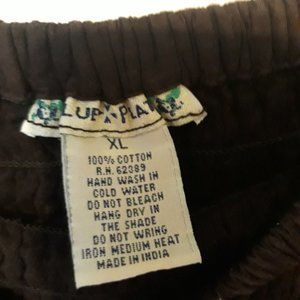 XL
100% COTTON
R.N. 62389
HAND WASH IN
COLD WATER
DO NOT BLEACH
HANG DRY IN
THE SHADE
DO NOT WRING
IRON MEDIUM HEAT
MADE IN INDIA